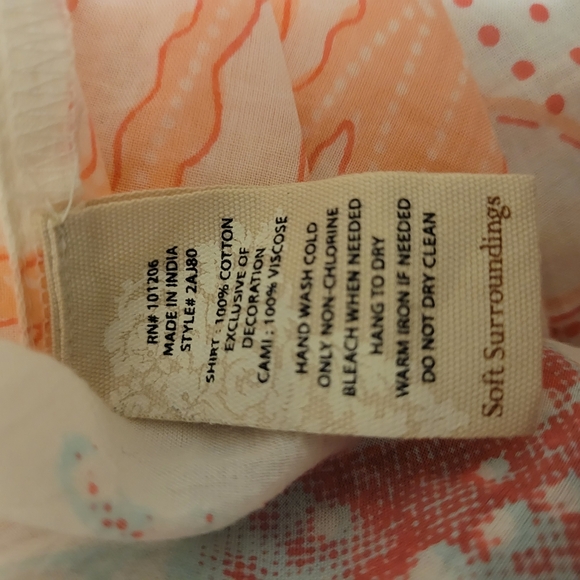 RN# 101206
MADE IN INDIA
STYLE# 2AJ80
SHIRT : 100% COTTON
EXCLUSIVE OF
DECORATION
CAMI : 100% VISCOSE
HAND WASH COLD
ONLY NON-CHLORINE
BLEACH WHEN NEEDED
HANG TO DRY
WARM IRON IF NEEDED
DO NOT DRY CLEAN
Soft Surroundings